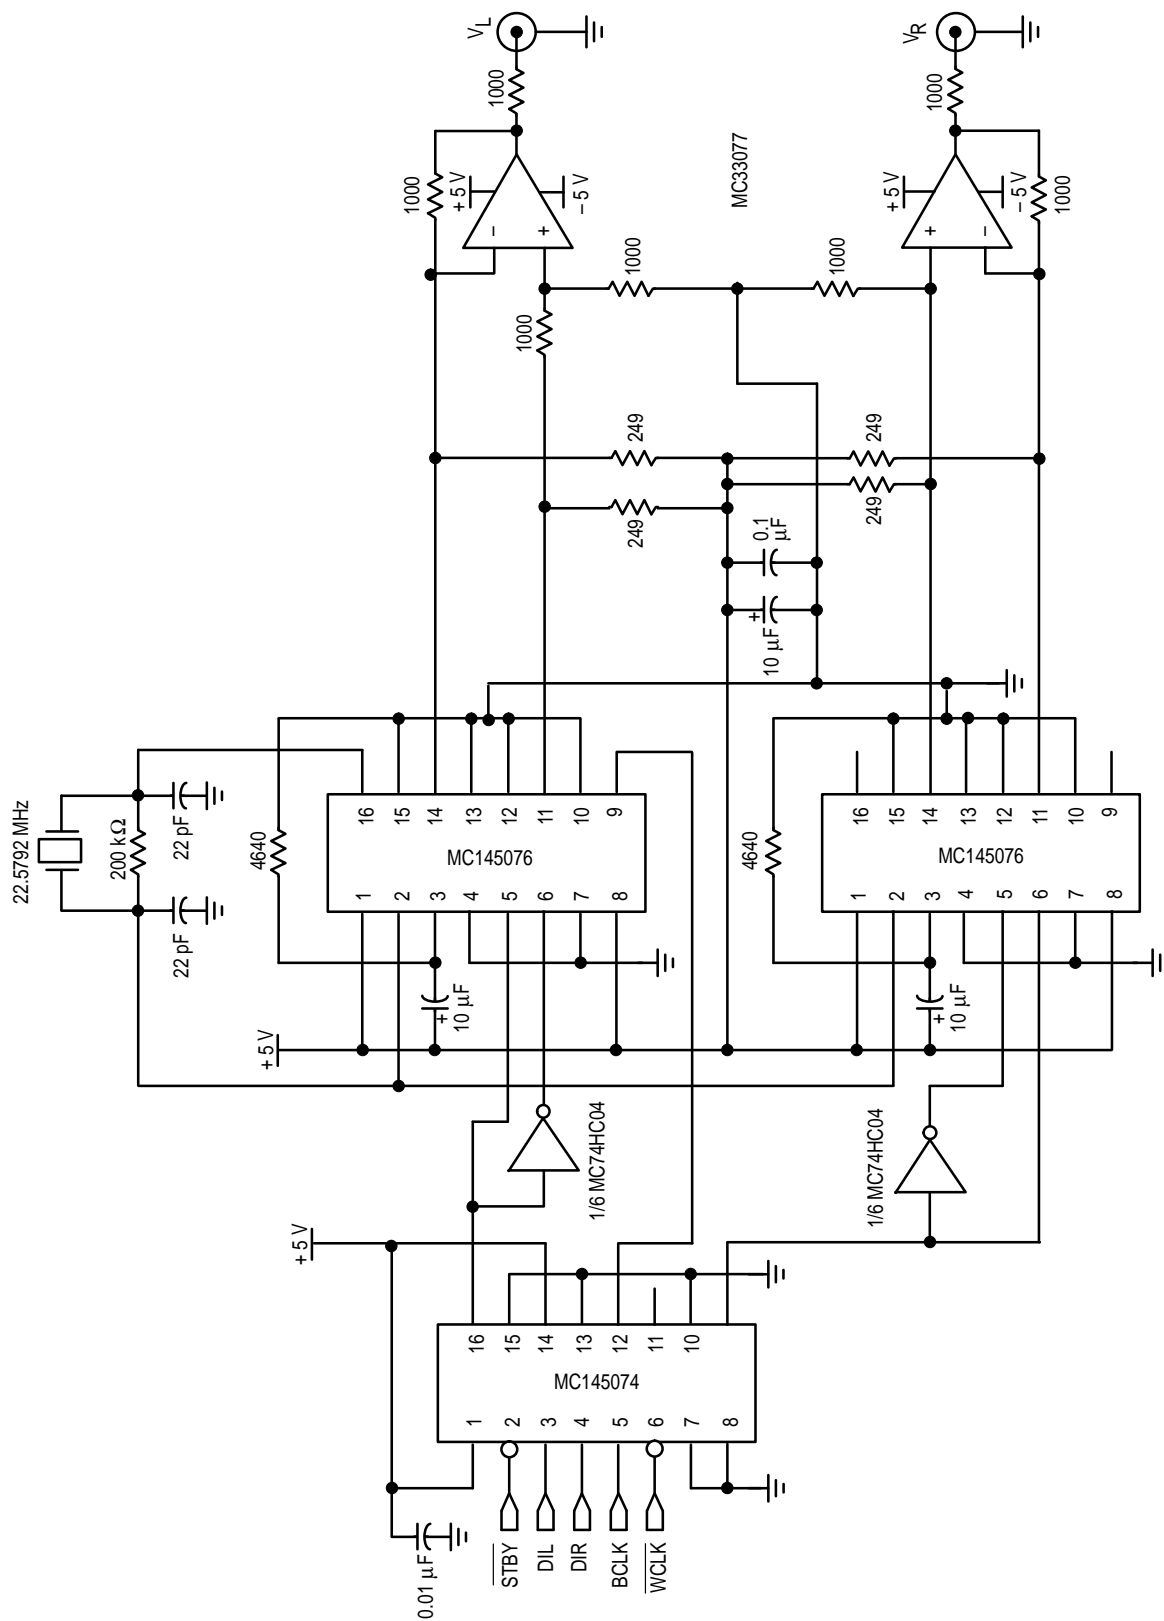 22.5792 MHz
200 kΩ
22 pF
22 pF
4640
+ 5 V
10 µF
+
MC145076
1
2
3
4
5
6
7
8
16
15
14
13
12
11
10
9
1/6 MC74HC04
+ 5 V
0.01 µF
STBY
DIL
DIR
BCLK
WCLK
MC145074
1
2
3
4
5
6
7
8
16
15
14
13
12
11
10
1/6 MC74HC04
4640
10 µF
+
MC145076
1
2
3
4
5
6
7
8
16
15
14
13
12
11
10
9
10 µF
+
0.1
µF
249
249
249
249
1000
1000
1000
1000
+ 5 V
– 5 V
–
+
1000
VL
MC33077
+ 5 V
– 5 V
+
–
1000
1000
VR